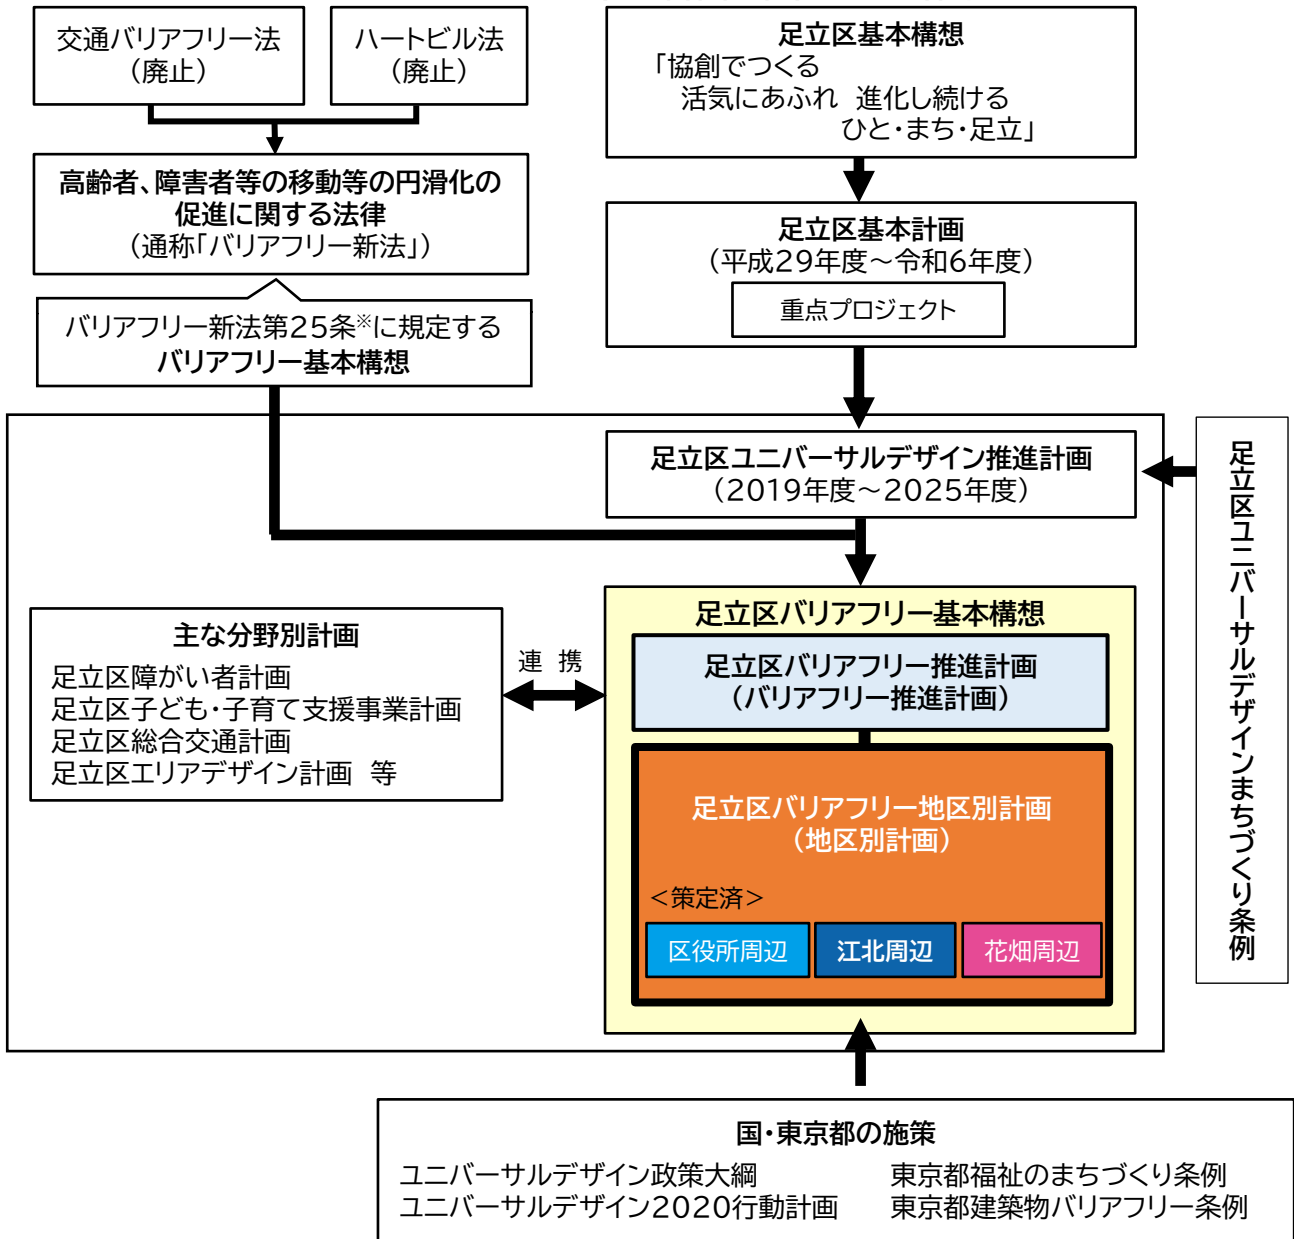 交通バリアフリー法
（廃止）
ハートビル法
（廃止）
高齢者、障害者等の移動等の円滑化の
促進に関する法律
（通称「バリアフリー新法」）
バリアフリー新法第25条※に規定する
バリアフリー基本構想
足立区基本構想
「協創でつくる
活気にあふれ 進化し続ける
ひと・まち・足立」
足立区基本計画
（平成29年度～令和6年度）
重点プロジェクト
足立区ユニバーサルデザイン推進計画
（2019年度～2025年度）
足立区ユニバーサルデザインまちづくり条例
主な分野別計画
足立区障がい者計画
足立区子ども・子育て支援事業計画
足立区総合交通計画
足立区エリアデザイン計画 等
連 携
足立区バリアフリー基本構想
足立区バリアフリー推進計画
（バリアフリー推進計画）
足立区バリアフリー地区別計画
（地区別計画）
＜策定済＞
区役所周辺
江北周辺
花畑周辺
国・東京都の施策
ユニバーサルデザイン政策大綱
ユニバーサルデザイン2020行動計画
東京都福祉のまちづくり条例
東京都建築物バリアフリー条例